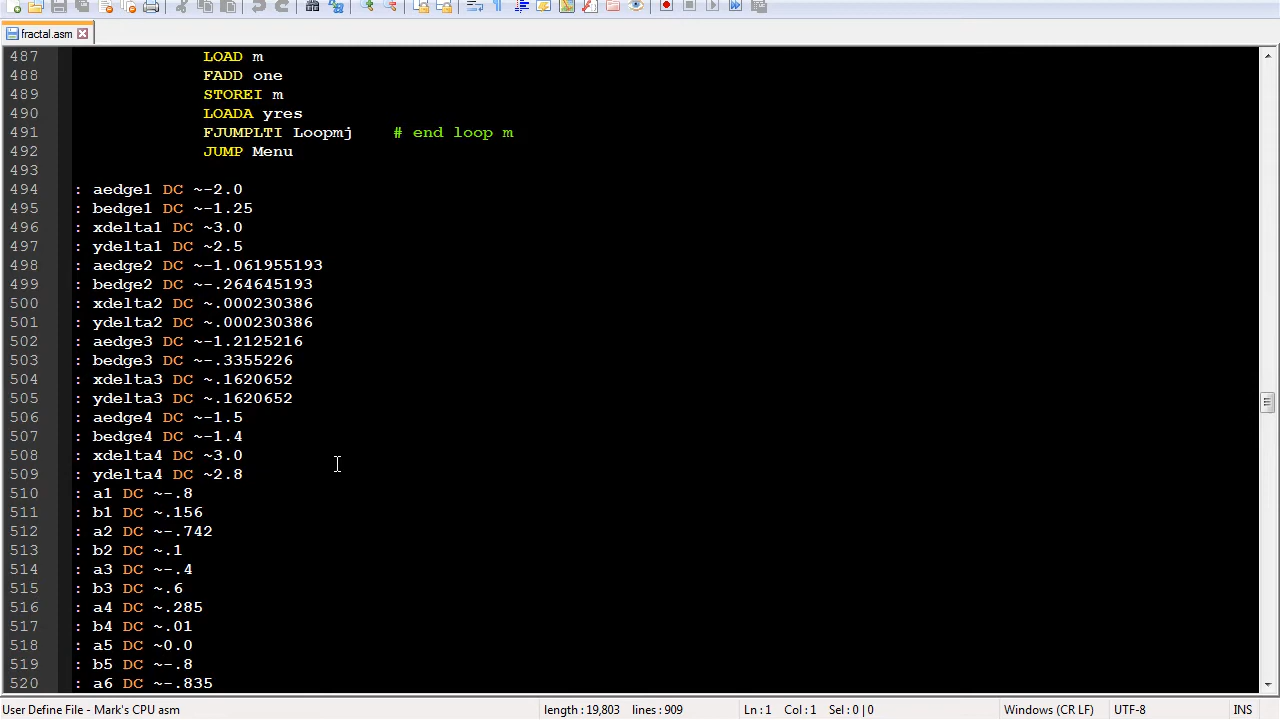 fractal.asm
487 LOAD m
488 FADD one
489 STOREI m
490 LOADA yres
491 FJUMPLTI Loopmj # end loop m
492 JUMP Menu
493
494 : aedge1 DC ~-2.0
495 : bedge1 DC ~-1.25
496 : xdelta1 DC ~3.0
497 : ydelta1 DC ~2.5
498 : aedge2 DC ~-1.061955193
499 : bedge2 DC ~-.264645193
500 : xdelta2 DC ~.000230386
501 : ydelta2 DC ~.000230386
502 : aedge3 DC ~-1.2125216
503 : bedge3 DC ~-.3355226
504 : xdelta3 DC ~.1620652
505 : ydelta3 DC ~.1620652
506 : aedge4 DC ~-1.5
507 : bedge4 DC ~-1.4
508 : xdelta4 DC ~3.0
509 : ydelta4 DC ~2.8
510 : a1 DC ~-.8
511 : b1 DC ~.156
512 : a2 DC ~-.742
513 : b2 DC ~.1
514 : a3 DC ~-.4
515 : b3 DC ~.6
516 : a4 DC ~.285
517 : b4 DC ~.01
518 : a5 DC ~0.0
519 : b5 DC ~-.8
520 : a6 DC ~-.835
User Define File - Mark's CPU asm length : 19,803 lines : 909 Ln : 1 Col : 1 Sel : 0 | 0 Windows (CR LF) UTF-8 INS